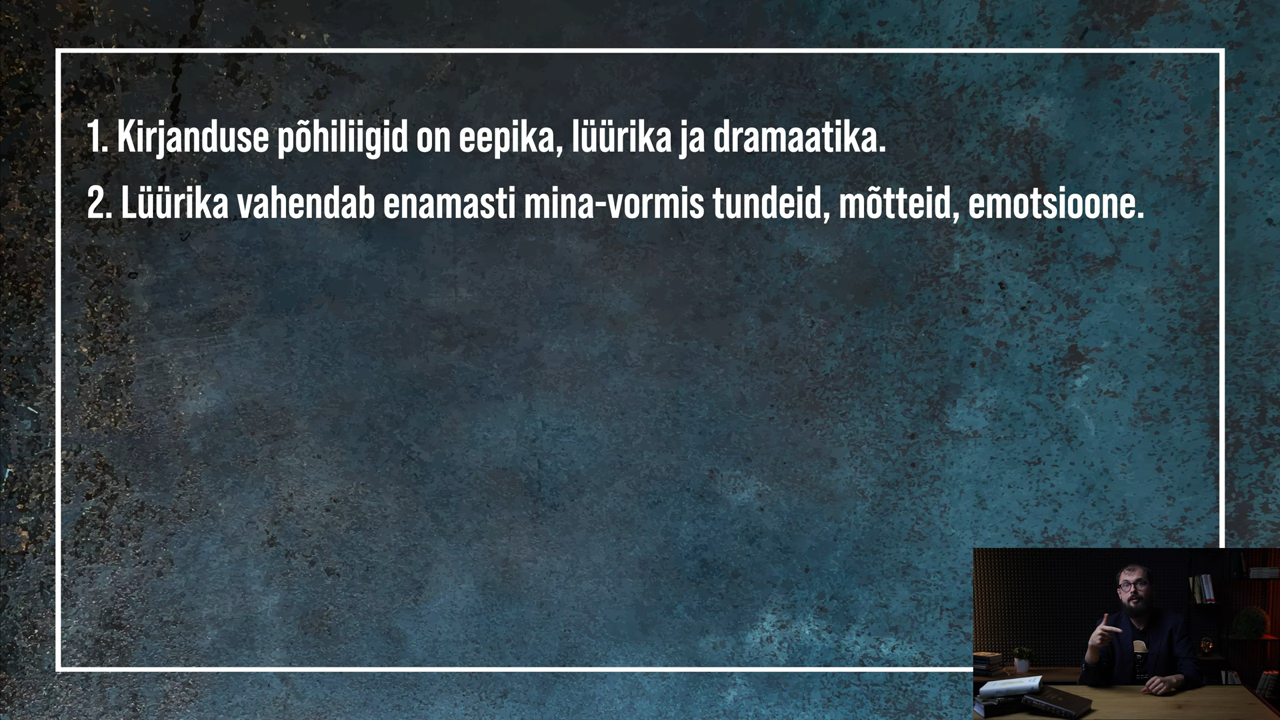 1. Kirjanduse põhiliigid on eepika, lüürika ja dramaatika.
2. Lüürika vahendab enamasti mina-vormis tundeid, mõtteid, emotsioone.